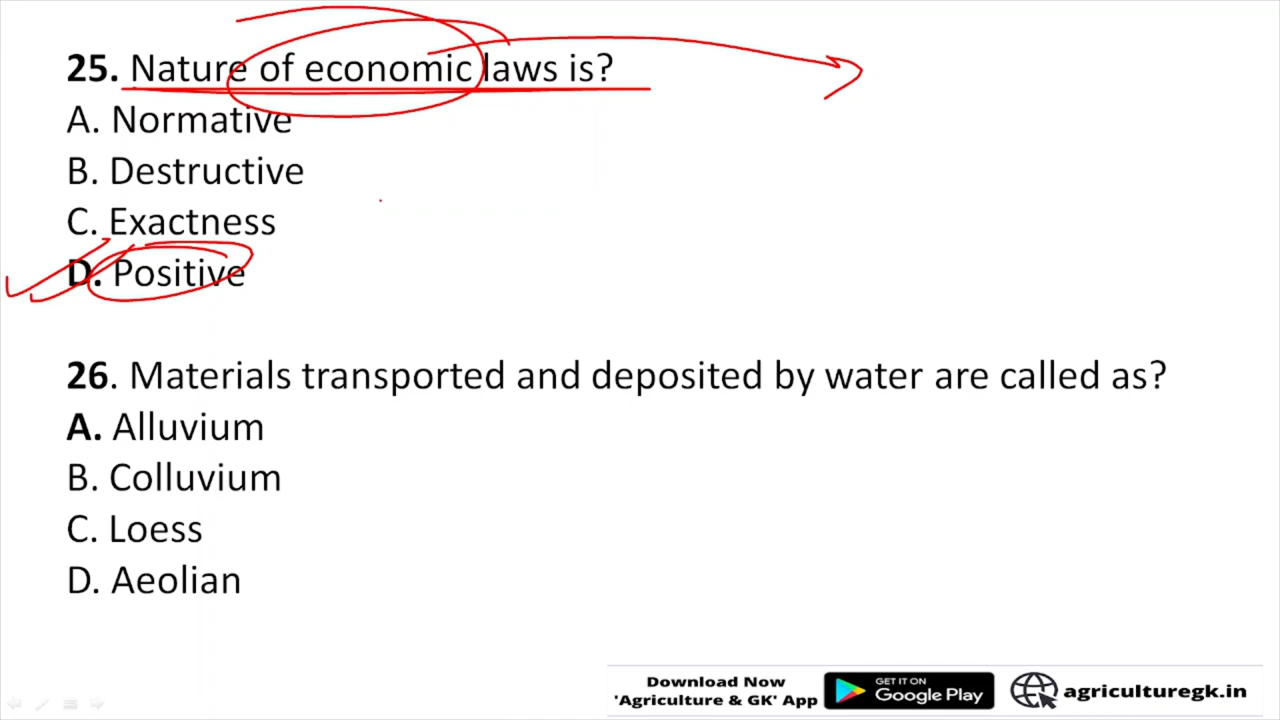 25. Nature of economic laws is?
A. Normative
B. Destructive
C. Exactness
D. Positive
26. Materials transported and deposited by water are called as?
A. Alluvium
B. Colluvium
C. Loess
D. Aeolian
Download Now
'Agriculture & GK' App
GET IT ON
Google Play
agriculturegk.in